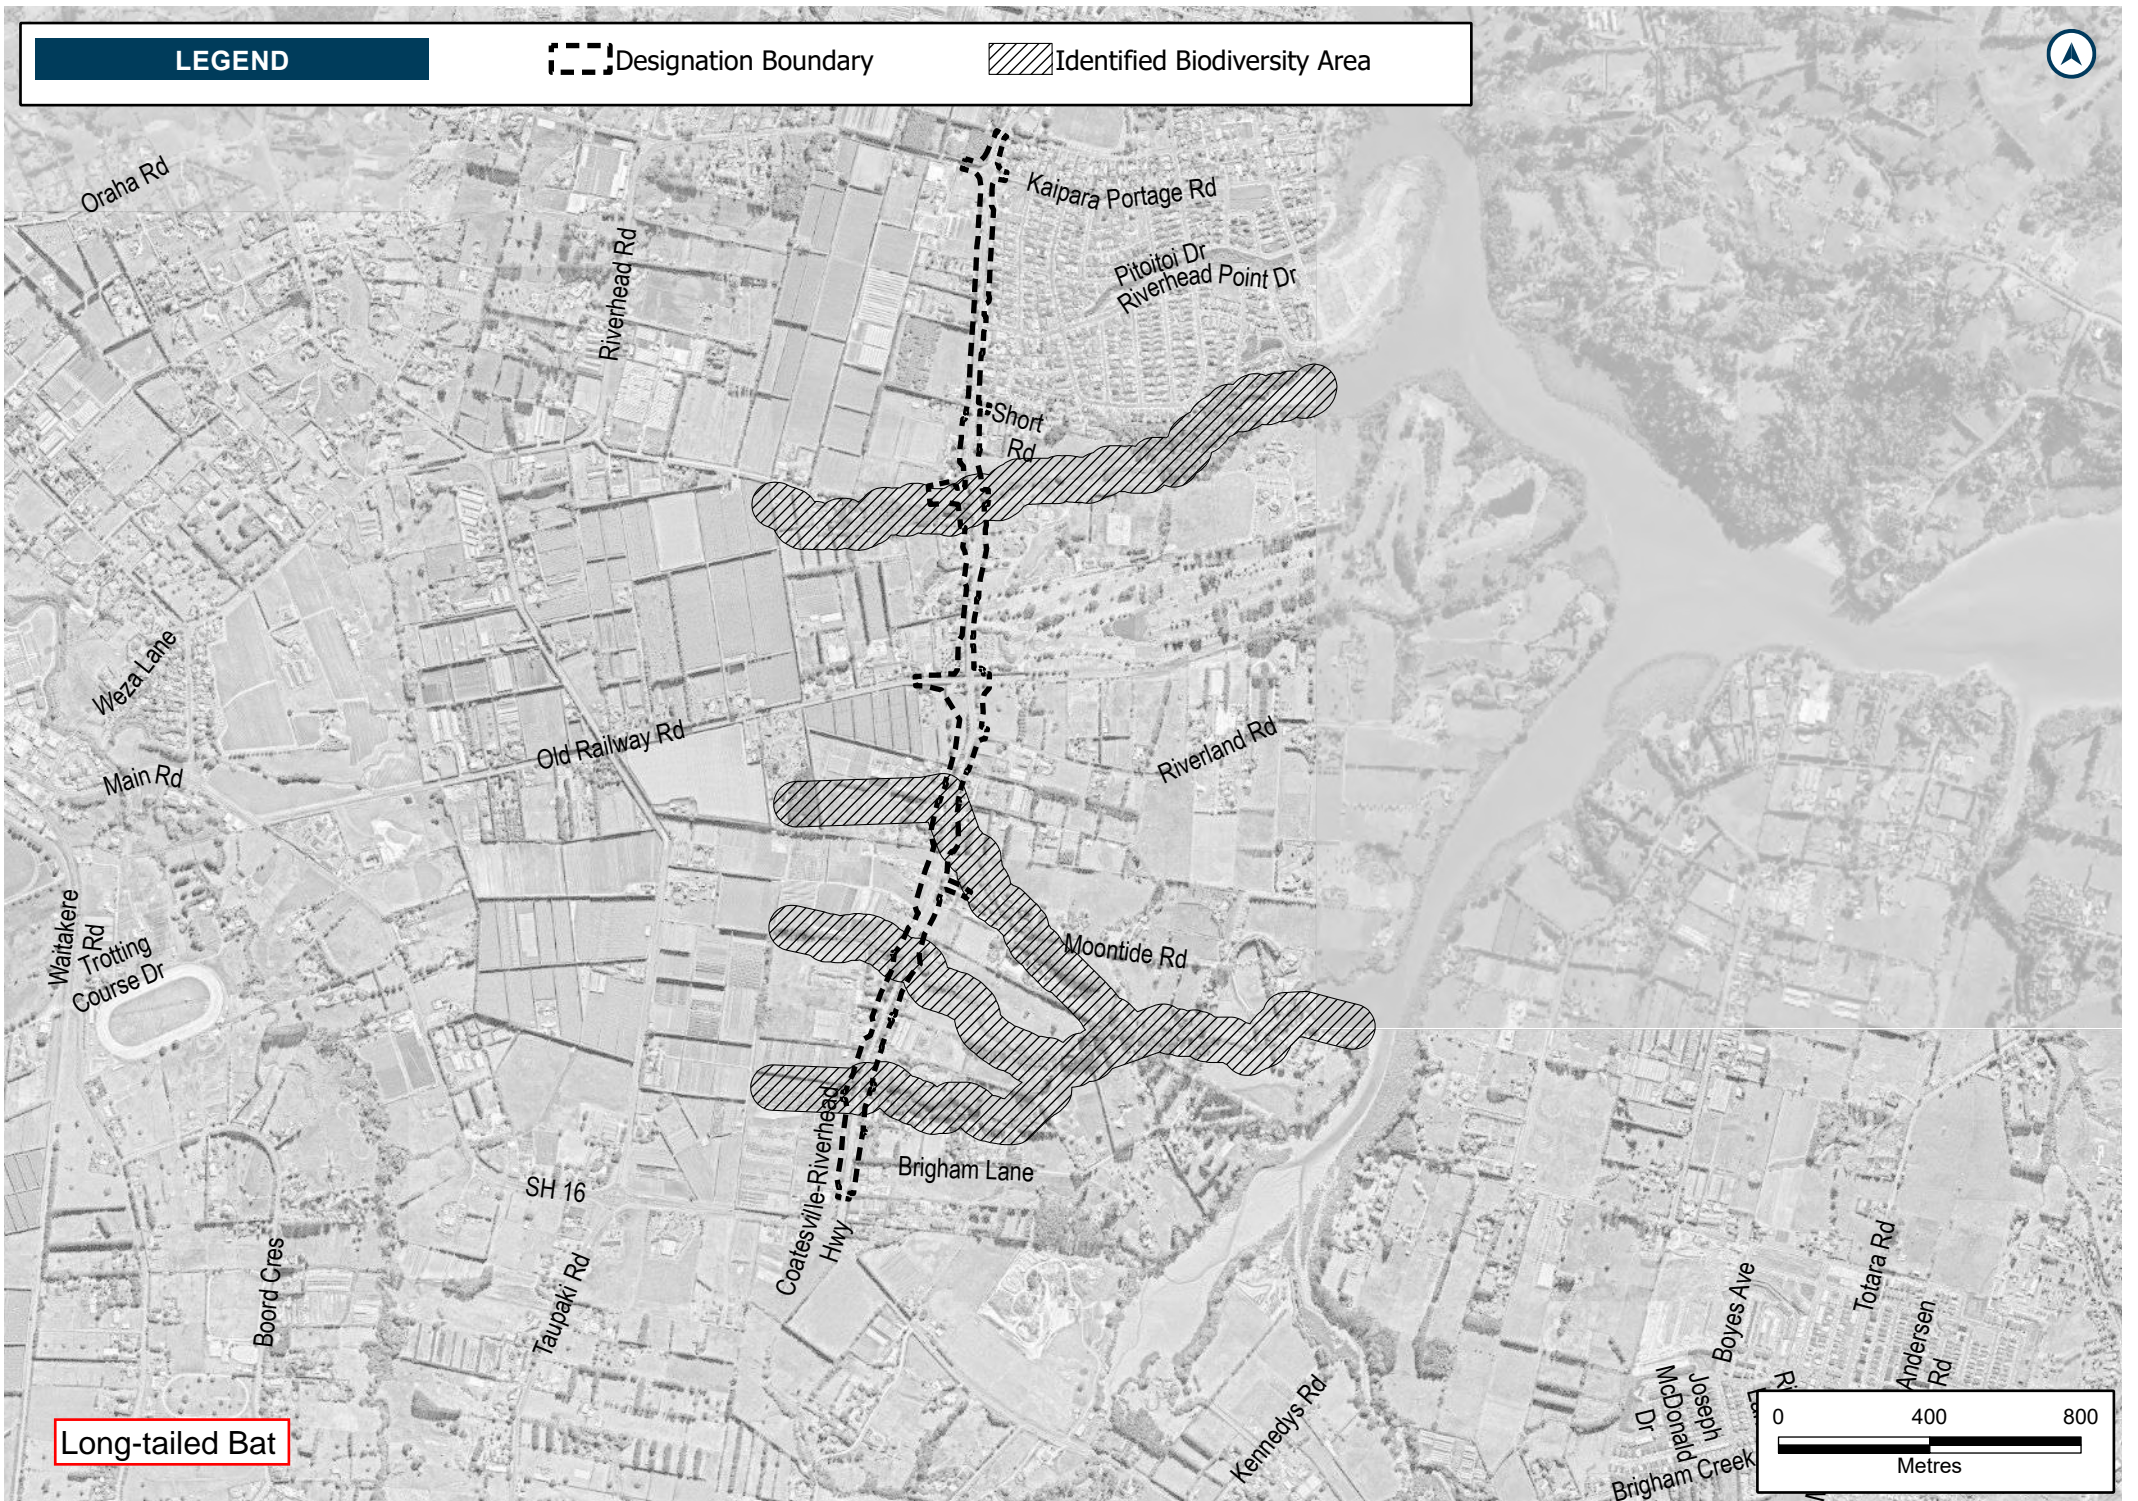 LEGEND
Designation Boundary
Identified Biodiversity Area
Oraha Rd
Kaipara Portage Rd
Riverhead Rd
Pitoitoi Dr
Riverhead Point Dr
Short
Rd
Weza Lane
Old Railway Rd
Riverland Rd
Main Rd
Waitakere
Rd
Trotting
Course Dr
Moontide Rd
Coatesville-Riverhead
Hwy
Brigham Lane
SH 16
Boord Cres
Taupaki Rd
Kennedys Rd
Totara Rd
Boyes Ave
Andersen
Rd
Joseph
McDonald
Dr
Brigham Creek
Long-tailed Bat
0 400 800
Metres